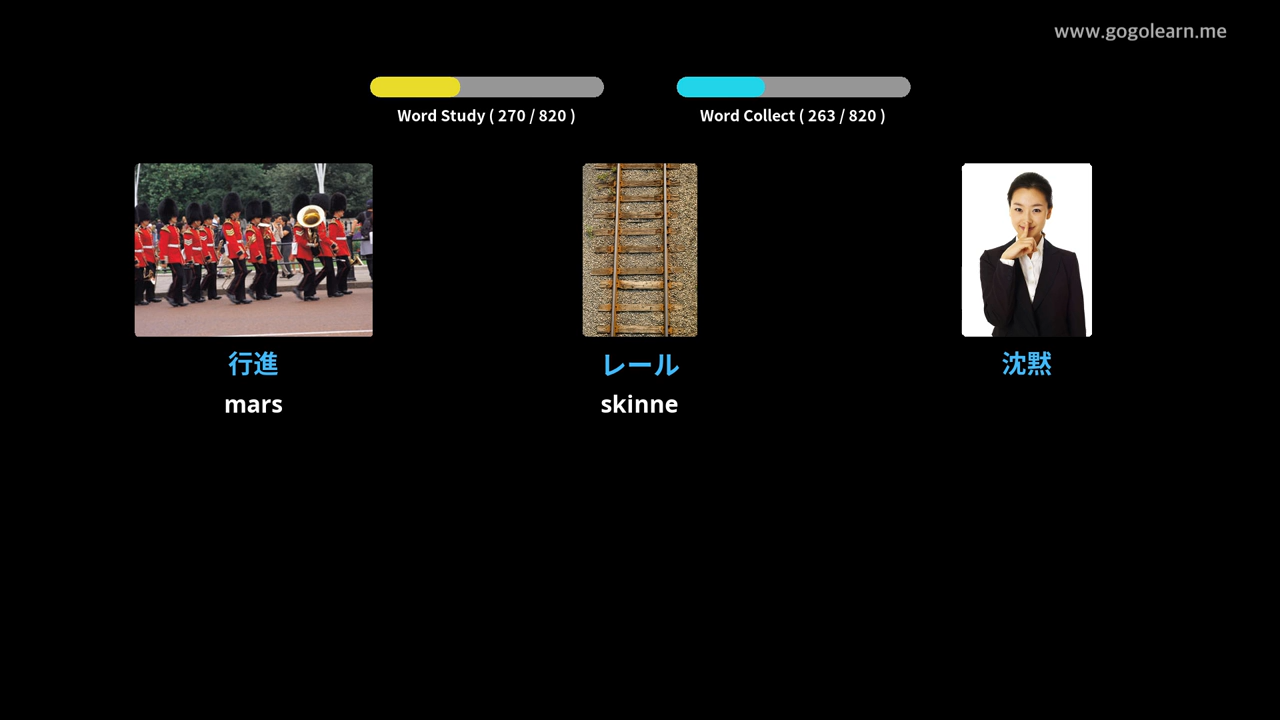 www.gogolearn.me
Word Study ( 270 / 820 )
Word Collect ( 263 / 820 )
行進
レール
沈黙
mars
skinne